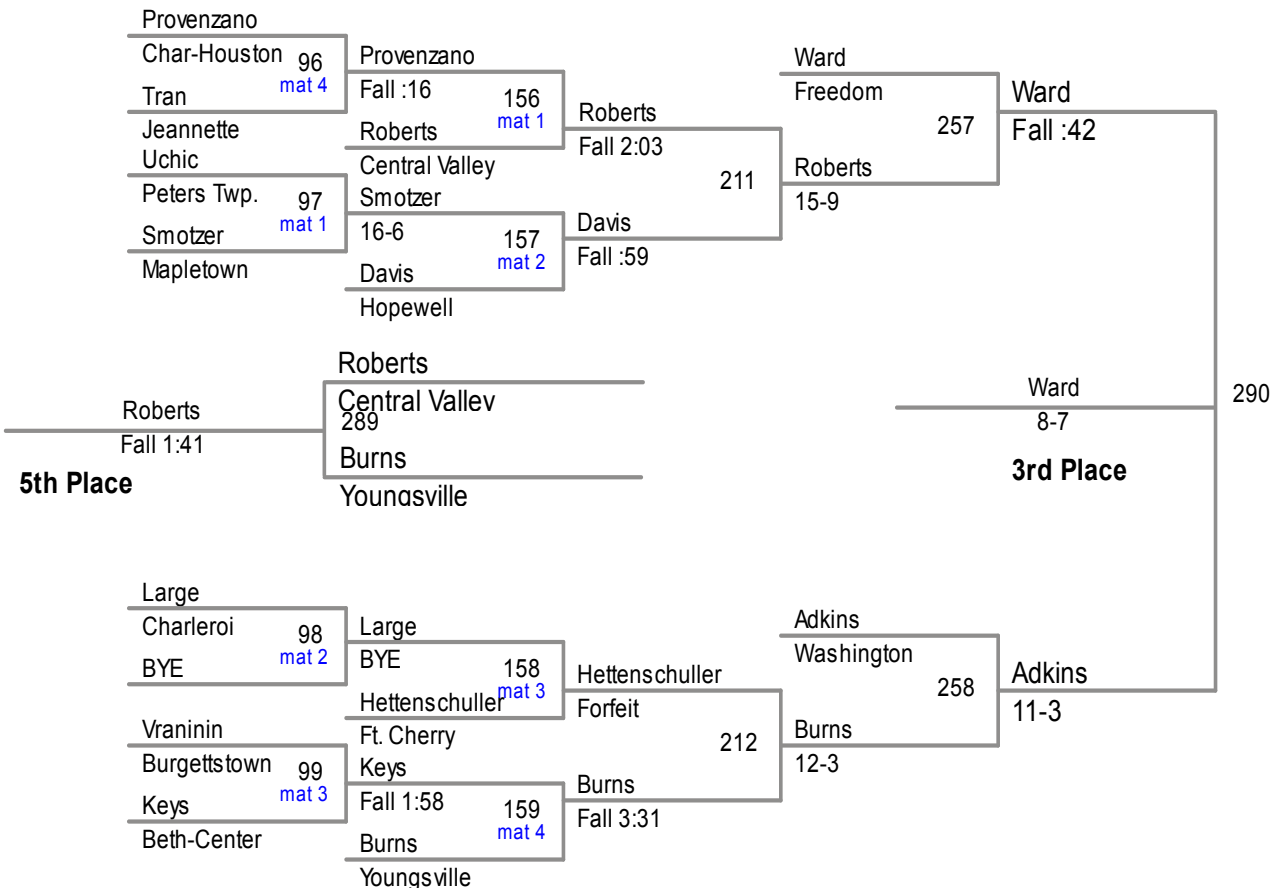 Provenzano
Char-Houston
96
mat 4
Tran
Jeannette
Uchic
Peters Twp.
97
mat 1
Smotzer
Mapletown
Provenzano
Fall :16
156
mat 1
Roberts
Central Valley
Smotzer
16-6
157
mat 2
Davis
Hopewell
Roberts
Fall 2:03
211
Davis
Fall :59
Ward
Freedom
257
Roberts
15-9
Ward
Fall :42
Roberts
Central Valley
289
Burns
Youngsville
Roberts
Fall 1:41
5th Place
Ward
8-7
3rd Place
290
Large
Charleroi
98
mat 2
BYE
Vraninin
Burgettstown
99
mat 3
Keys
Beth-Center
Large
BYE
158
mat 3
Hettenschuller
Ft. Cherry
Keys
Fall 1:58
159
mat 4
Burns
Youngsville
Hettenschuller
Forfeit
212
Burns
Fall 3:31
Adkins
Washington
258
Burns
12-3
Adkins
11-3